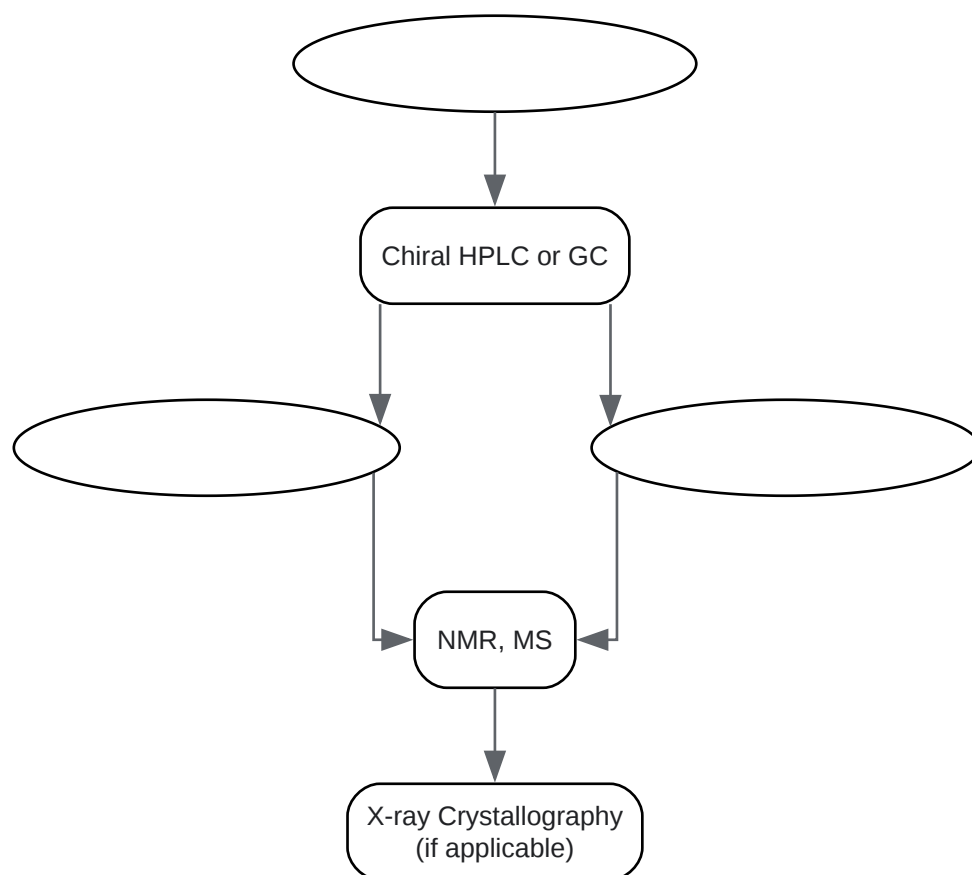 Chiral HPLC or GC
NMR, MS
X-ray Crystallography
(if applicable)